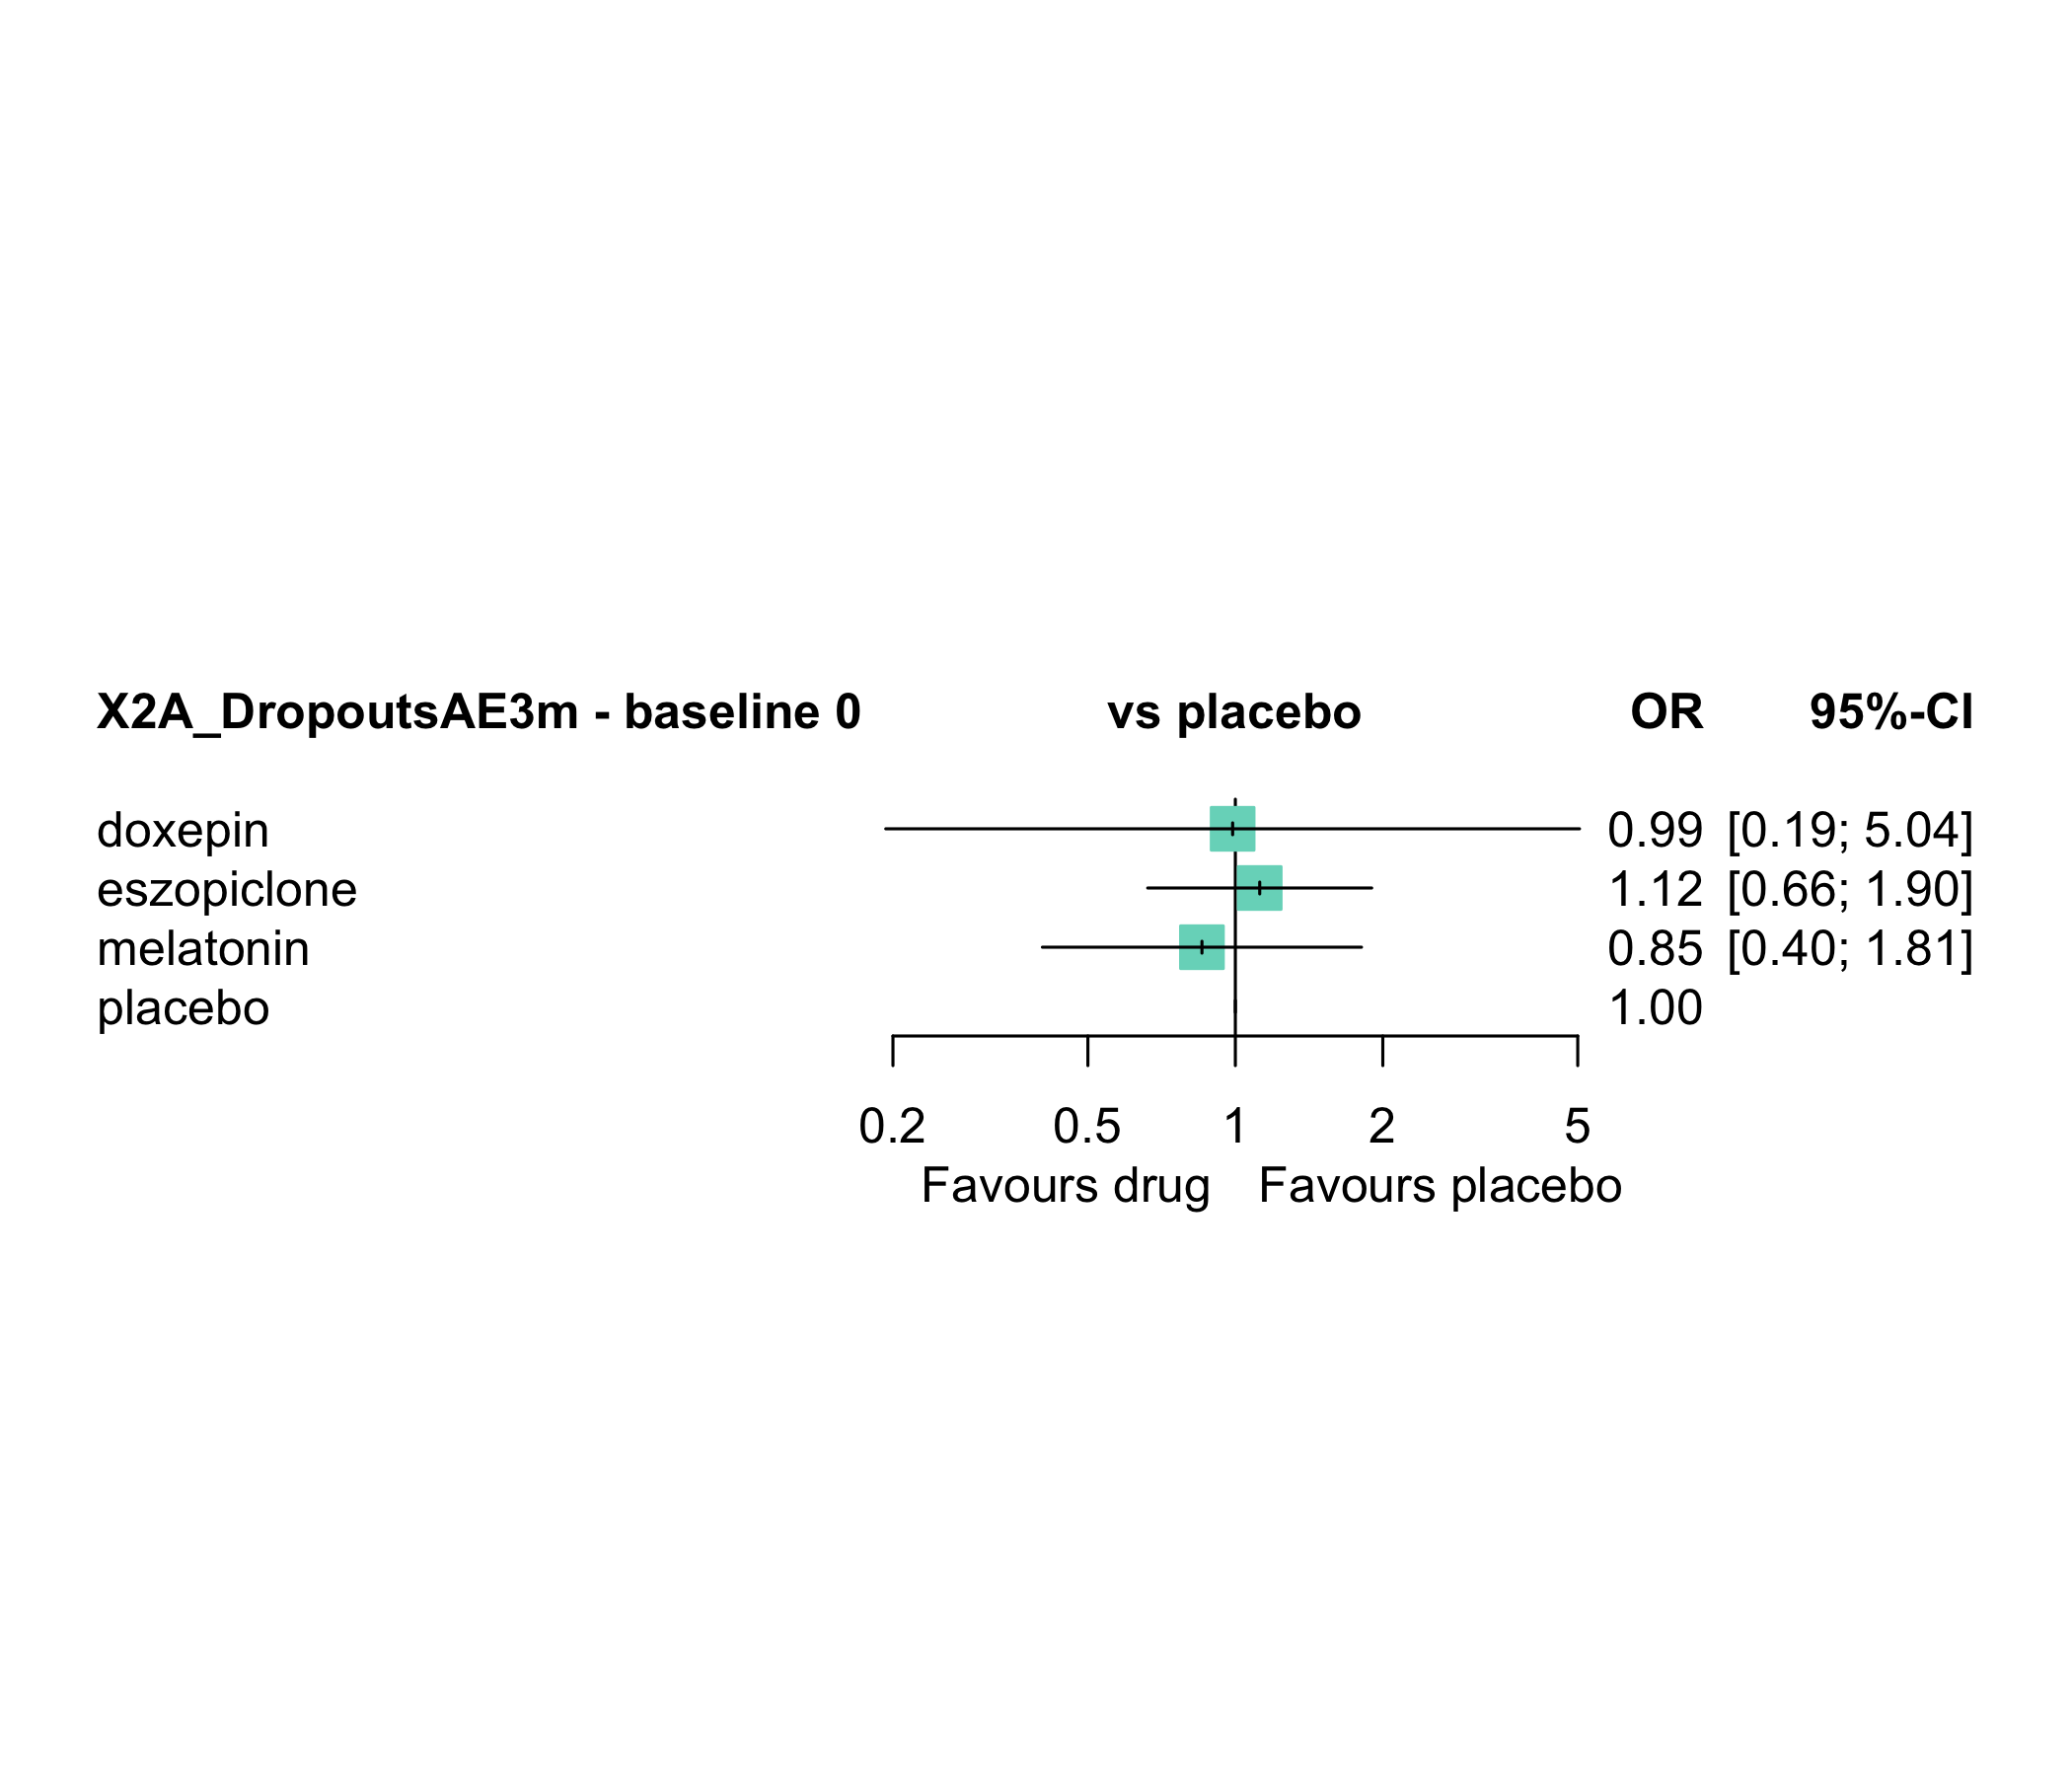 X2A_DropoutsAE3m - baseline 0 vs placebo OR 95%-CI
doxepin 0.99 [0.19; 5.04]
eszopiclone 1.12 [0.66; 1.90]
melatonin 0.85 [0.40; 1.81]
placebo 1.00
0.2 0.5 1 2 5
Favours drug Favours placebo